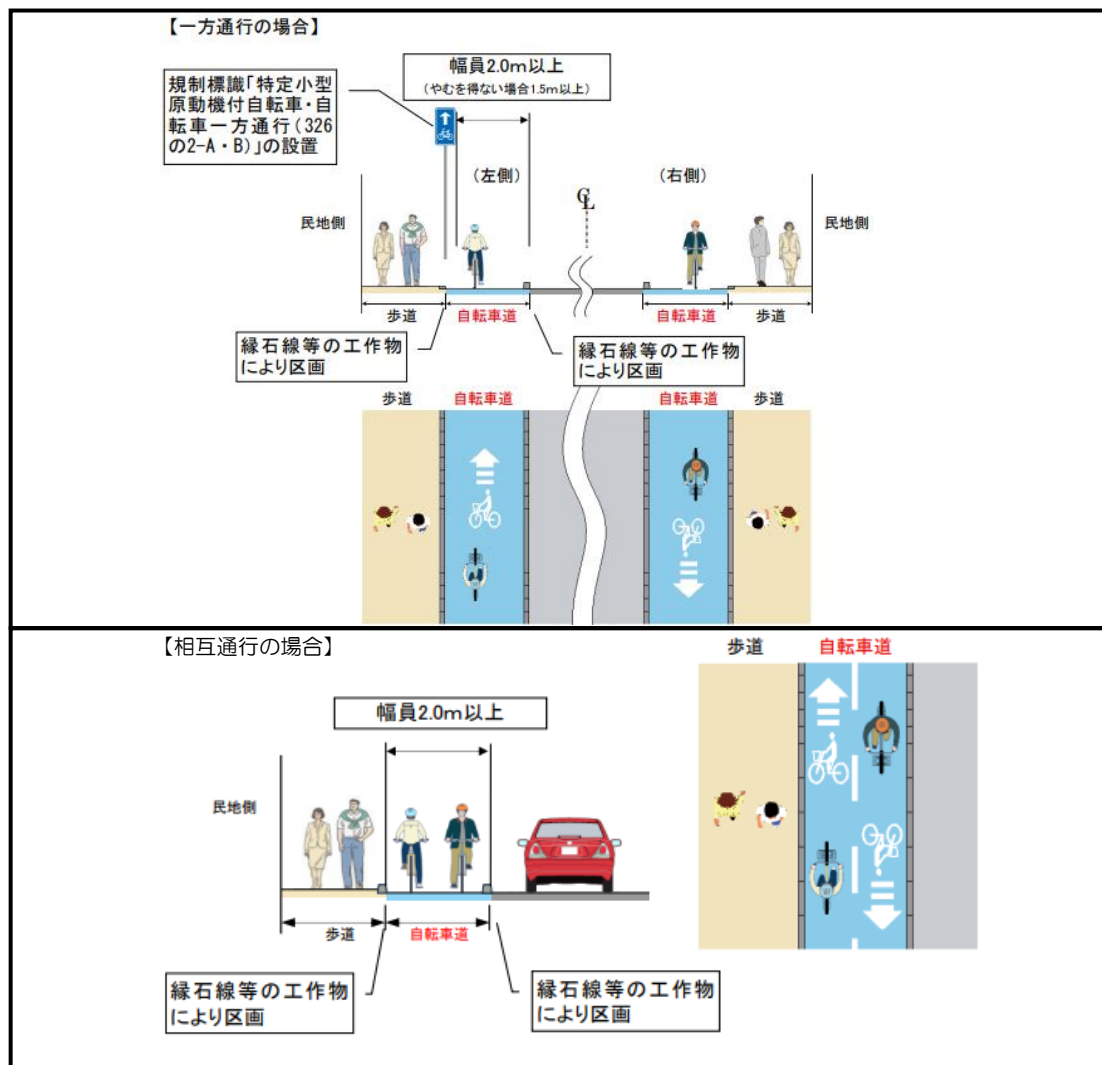 【一方通行の場合】
幅員2.0m以上
(やむを得ない場合1.5m以上)
規制標識「特定小型
原動機付自転車・自
転車一方通行(326
の2-A・B)」の設置
(左側)
(右側)
CL
民地側
民地側
歩道
自転車道
自転車道
歩道
縁石線等の工作物
により区画
縁石線等の工作物
により区画
歩道
自転車道
自転車道
歩道
【相互通行の場合】
歩道
自転車道
幅員2.0m以上
民地側
歩道
自転車道
縁石線等の工作物
により区画
縁石線等の工作物
により区画